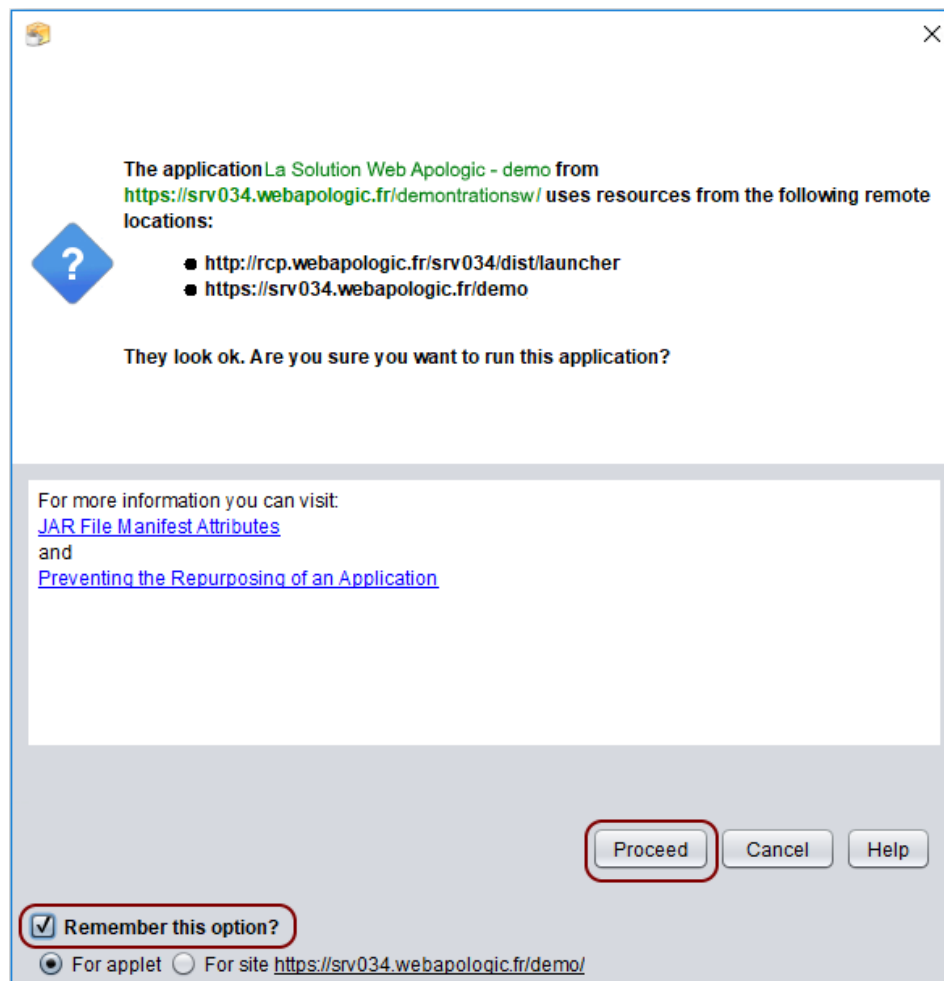 The application La Solution Web Apologic - demo from
https://srv034.webapologic.fr/demontrationsw/ uses resources from the following remote
locations:
● http://rcp.webapologic.fr/srv034/dist/launcher
● https://srv034.webapologic.fr/demo
?
They look ok. Are you sure you want to run this application?
For more information you can visit:
JAR File Manifest Attributes
and
Preventing the Repurposing of an Application
Proceed Cancel Help
Remember this option?
For applet For site https://srv034.webapologic.fr/demo/